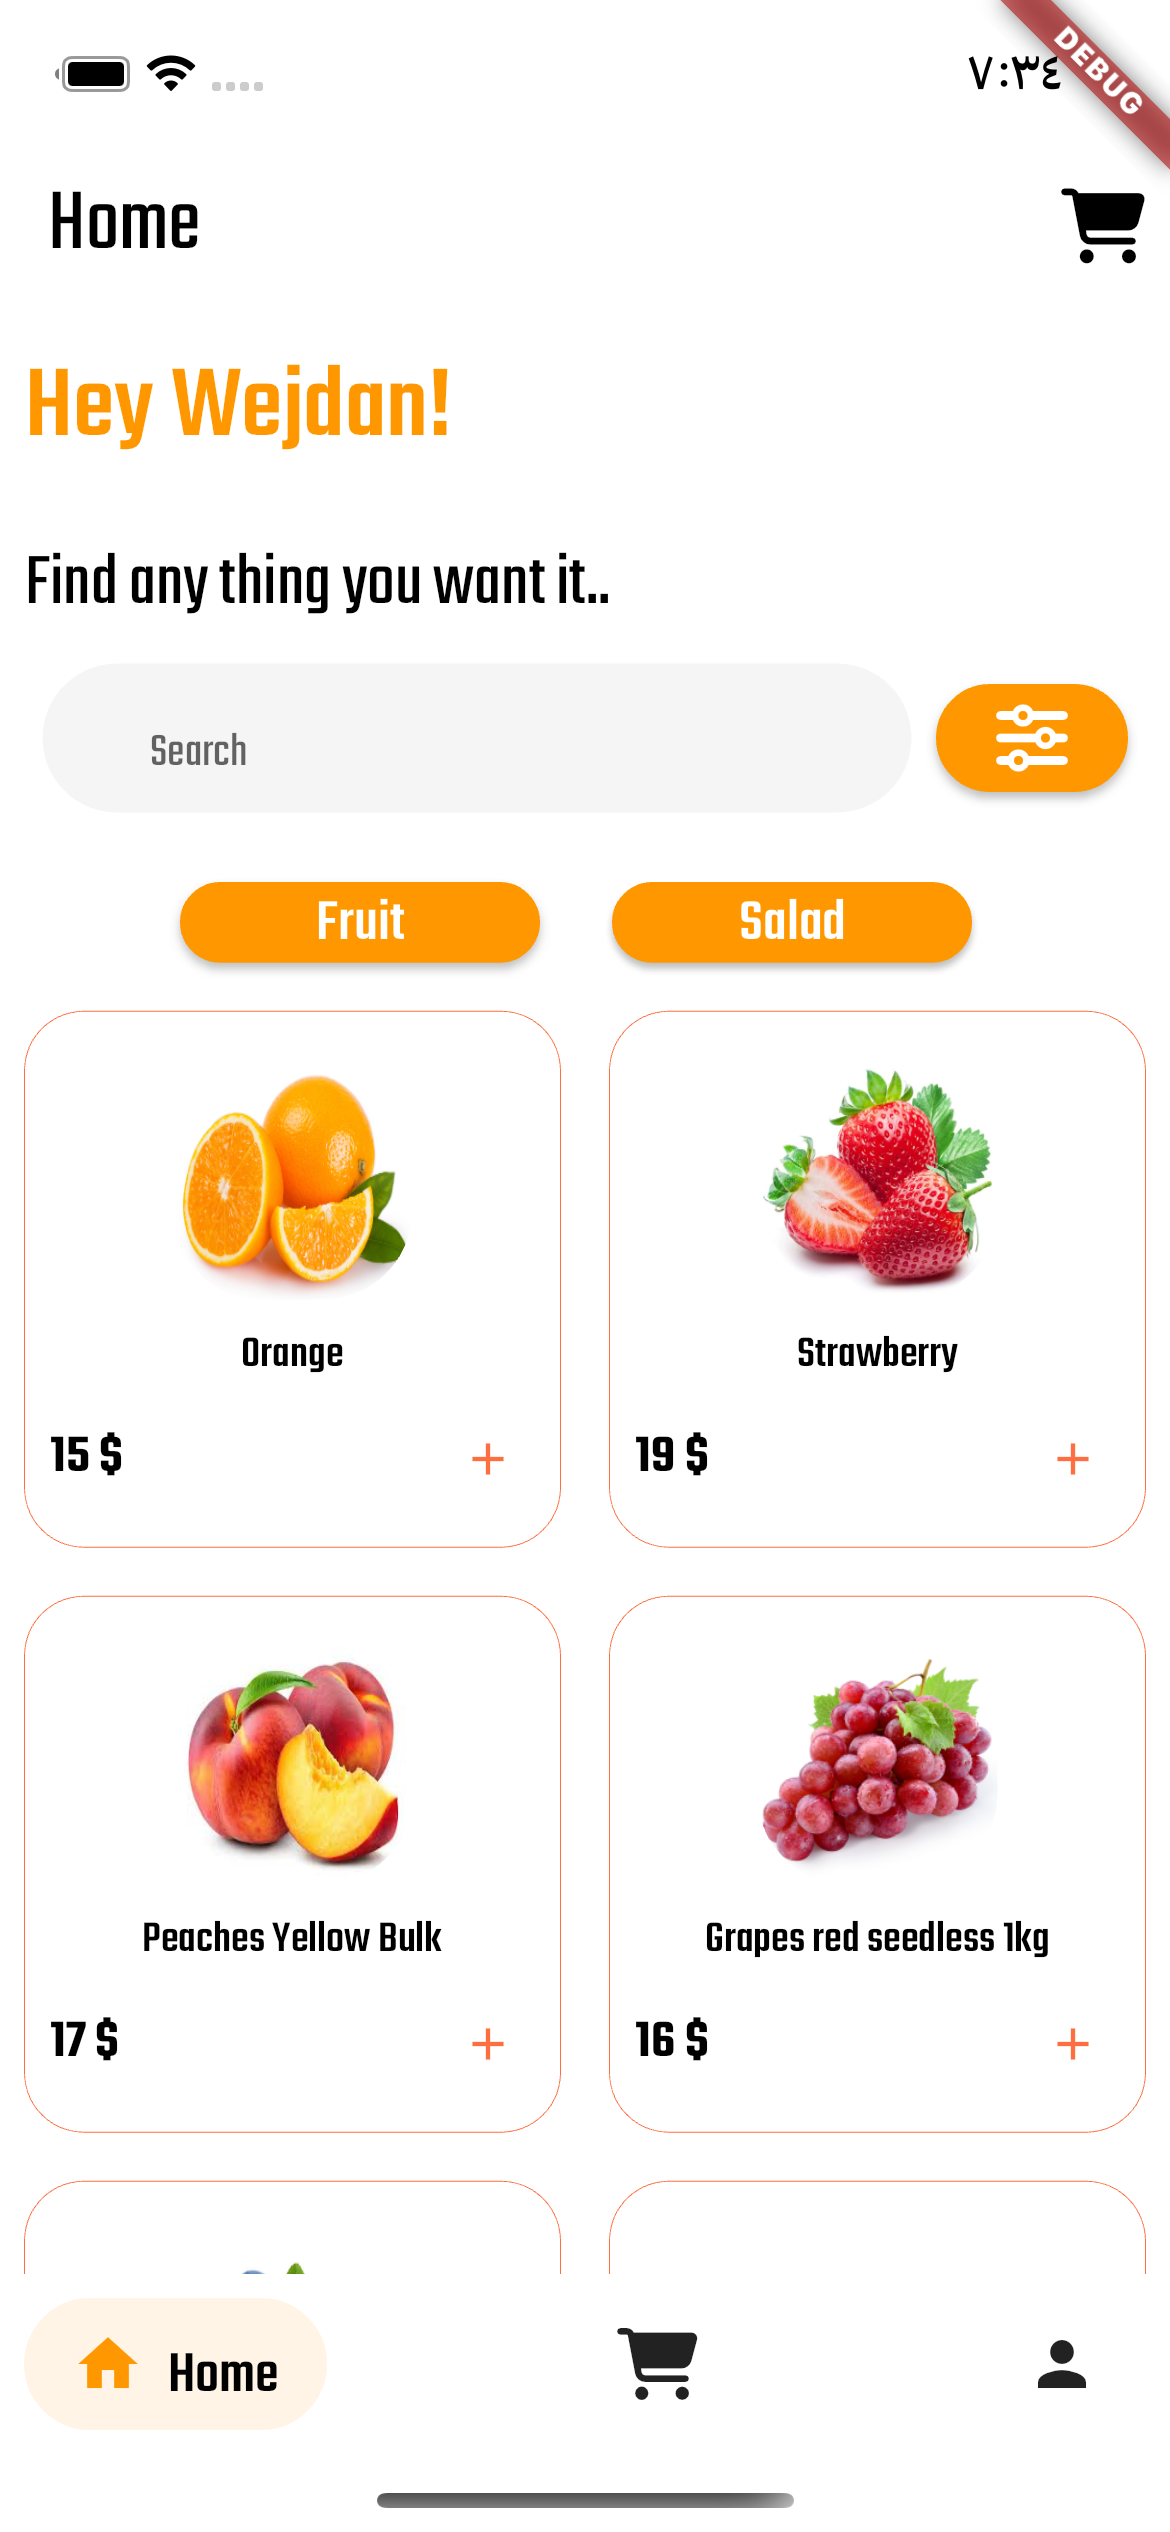 ٧:٣٤
DEBUG
Home
Hey Wejdan!
Find any thing you want it..
Search
Fruit
Salad
Orange
Strawberry
15 $
19 $
Peaches Yellow Bulk
Grapes red seedless 1kg
17 $
16 $
Home